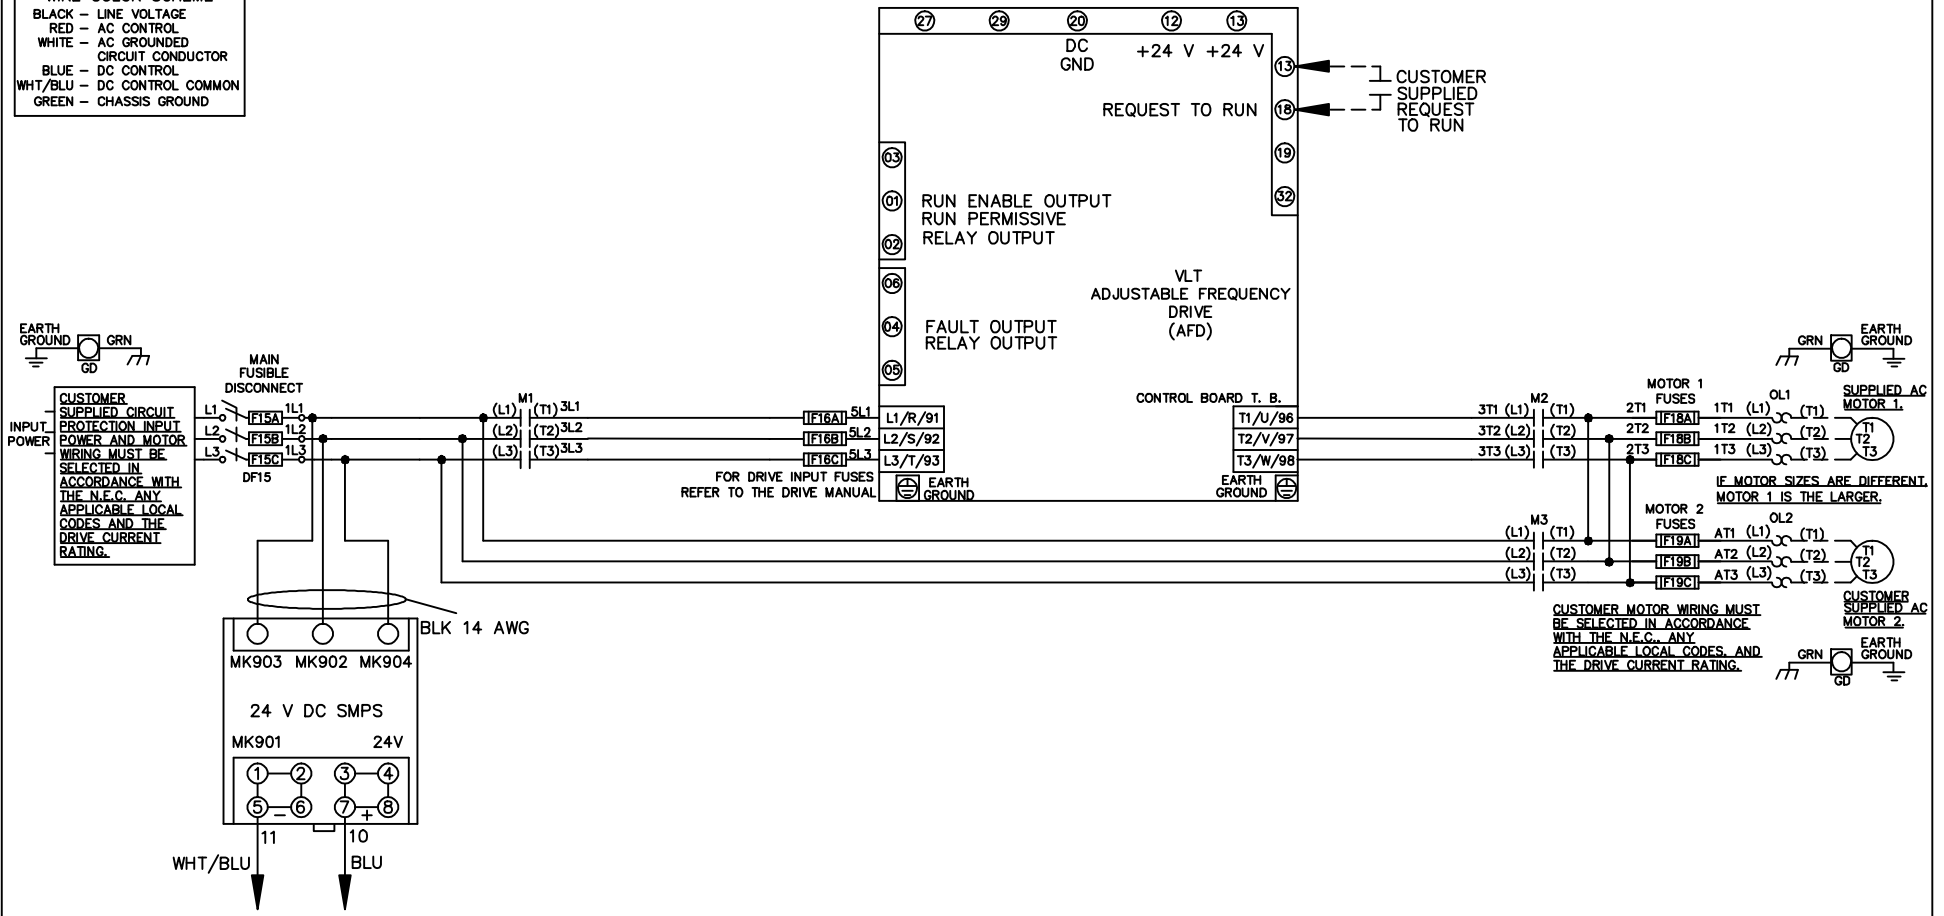 WIRE COLOR SCHEME
BLACK – LINE VOLTAGE
RED – AC CONTROL
WHITE – AC GROUNDED
CIRCUIT CONDUCTOR
BLUE – DC CONTROL
WHT/BLU – DC CONTROL COMMON
GREEN – CHASSIS GROUND
27 29 20 12 13
DC
GND
+24 V +24 V
13
REQUEST TO RUN 18
19
32
CUSTOMER
SUPPLIED
REQUEST
TO RUN
03
01
02
RUN ENABLE OUTPUT
RUN PERMISSIVE
RELAY OUTPUT
06
04
05
FAULT OUTPUT
RELAY OUTPUT
VLT
ADJUSTABLE FREQUENCY
DRIVE
(AFD)
CONTROL BOARD T. B.
EARTH
GROUND
GRN
GD
INPUT
POWER
CUSTOMER
SUPPLIED CIRCUIT
PROTECTION INPUT
POWER AND MOTOR
WIRING MUST BE
SELECTED IN
ACCORDANCE WITH
THE N.E.C. ANY
APPLICABLE LOCAL
CODES AND THE
DRIVE CURRENT
RATING.
MAIN
FUSIBLE
DISCONNECT
L1 F15A 1L1
L2 F15B 1L2
L3 F15C 1L3
DF15
M1
(L1) (T1) 3L1
(L2) (T2) 3L2
(L3) (T3) 3L3
F16A 5L1 L1/R/91
F16B 5L2 L2/S/92
F16C 5L3 L3/T/93
FOR DRIVE INPUT FUSES
REFER TO THE DRIVE MANUAL
EARTH
GROUND
T1/U/96
T2/V/97
T3/W/98
EARTH
GROUND
M2
3T1 (L1) (T1)
3T2 (L2) (T2)
3T3 (L3) (T3)
MOTOR 1
FUSES
2T1 F18A 1T1 (L1) (T1)
2T2 F18B 1T2 (L2) (T2)
2T3 F18C 1T3 (L3) (T3)
OL1
T1
T2
T3
GRN
EARTH
GROUND
GD
SUPPLIED AC
MOTOR 1.
IF MOTOR SIZES ARE DIFFERENT,
MOTOR 1 IS THE LARGER.
M3
(L1) (T1)
(L2) (T2)
(L3) (T3)
MOTOR 2
FUSES
F19A AT1 (L1) (T1)
F19B AT2 (L2) (T2)
F19C AT3 (L3) (T3)
OL2
T1
T2
T3
CUSTOMER
SUPPLIED AC
MOTOR 2.
CUSTOMER MOTOR WIRING MUST
BE SELECTED IN ACCORDANCE
WITH THE N.E.C., ANY
APPLICABLE LOCAL CODES, AND
THE DRIVE CURRENT RATING.
GRN
EARTH
GROUND
GD
BLK 14 AWG
MK903 MK902 MK904
24 V DC SMPS
MK901 24V
1 2 3 4
5 6 7 8
– +
11 10
WHT/BLU BLU